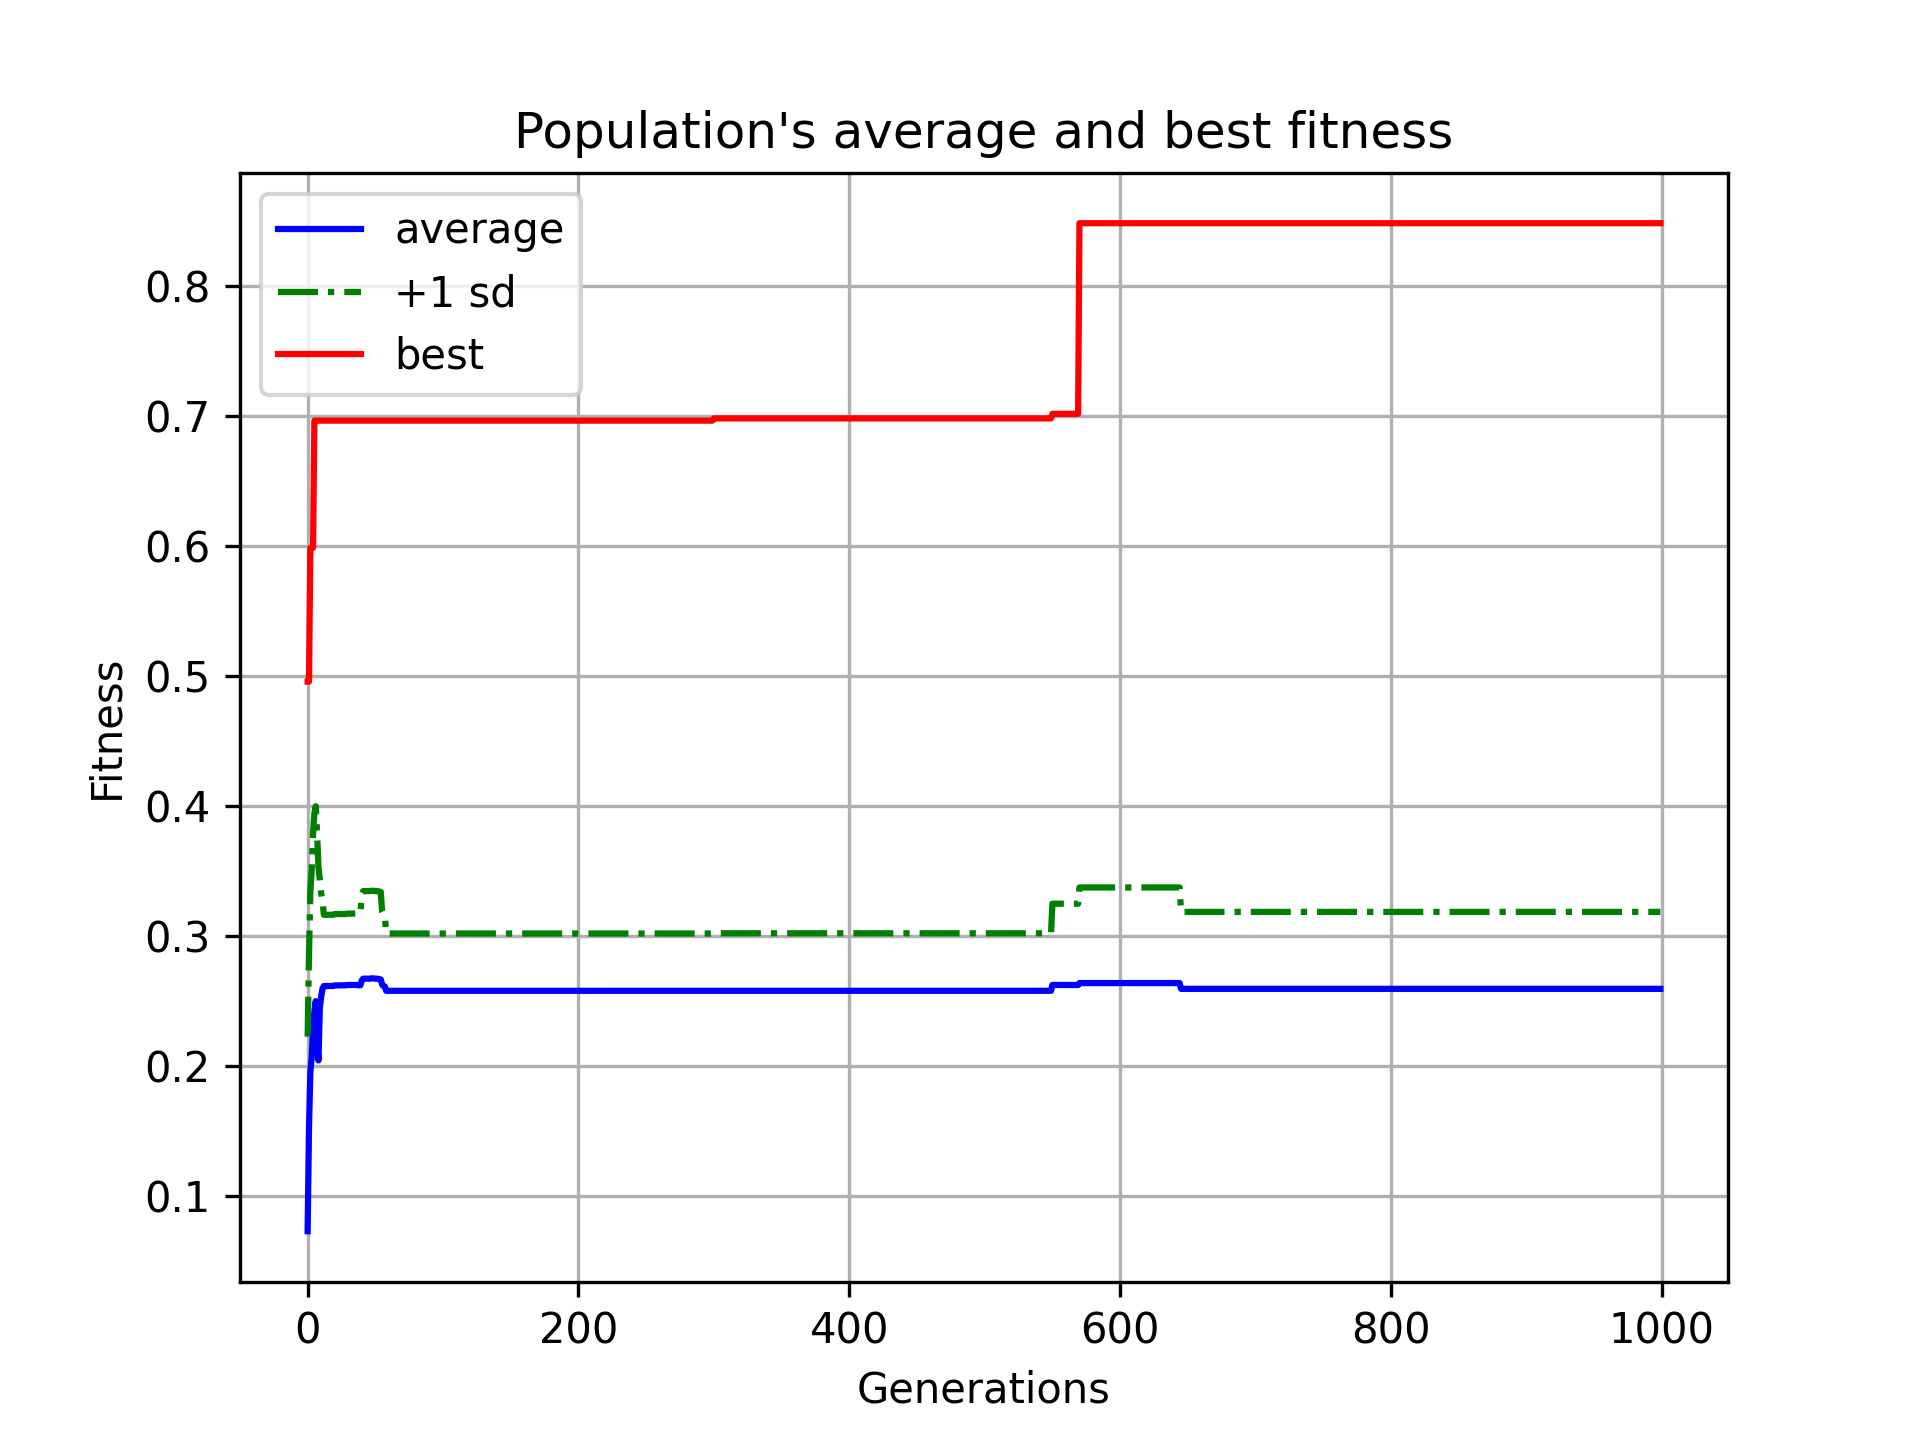 Population's average and best fitness
average
+1 sd
best
0.8
0.7
0.6
0.5
0.4
0.3
0.2
0.1
Fitness
0 200 400 600 800 1000
Generations